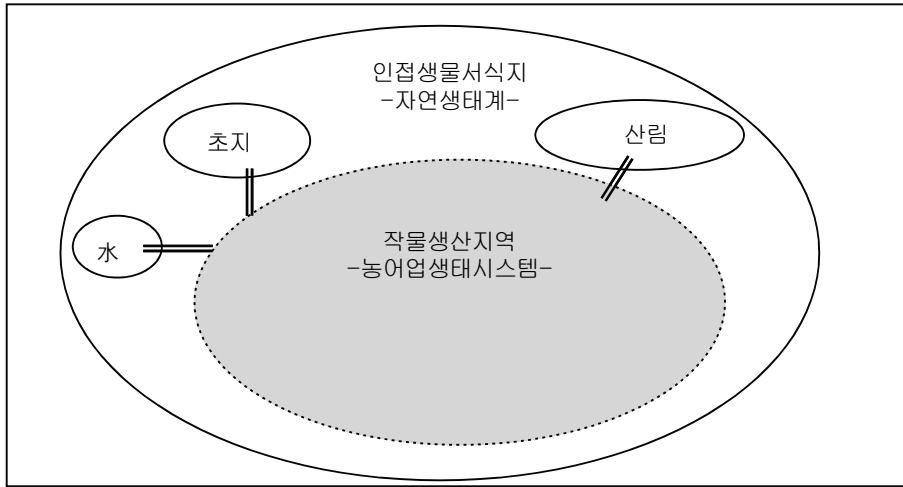 인접생물서식지
-자연생태계-
초지
산림
水
작물생산지역
-농어업생태시스템-